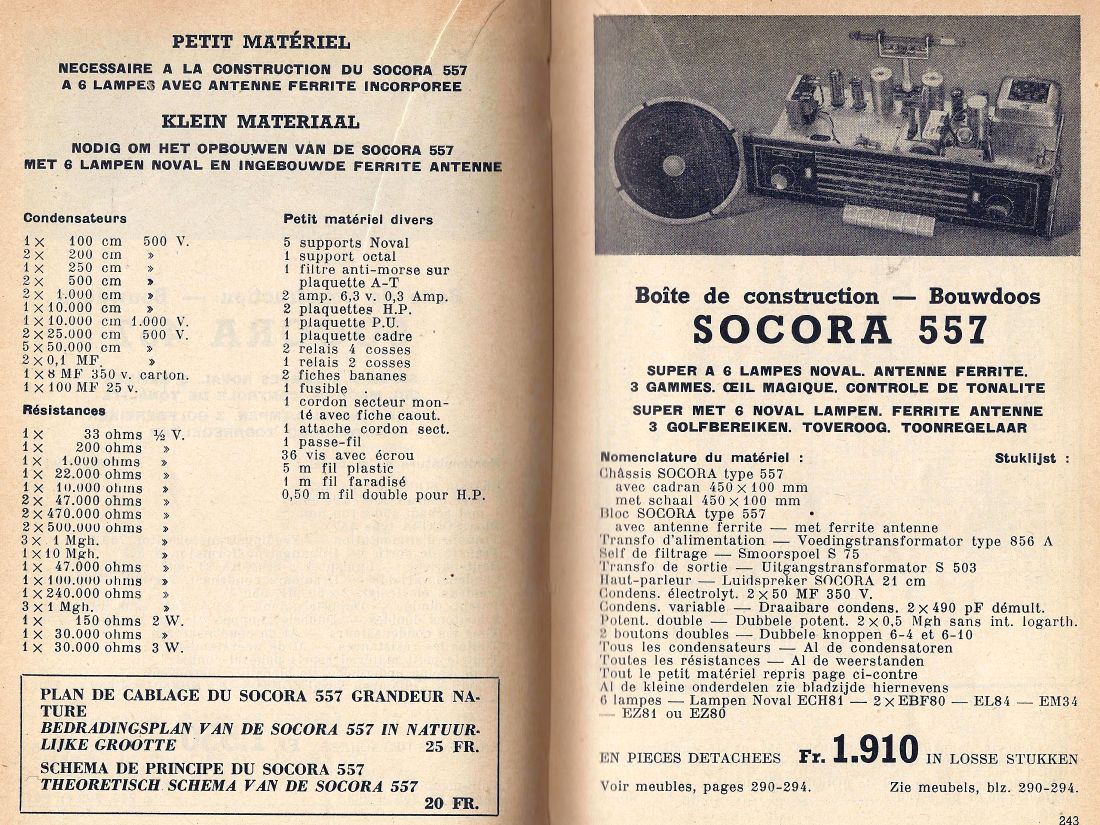 PETIT MATÉRIEL
NECESSAIRE A LA CONSTRUCTION DU SOCORA 557
A 6 LAMPES AVEC ANTENNE FERRITE INCORPOREE
KLEIN MATERIAAL
NODIG OM HET OPBOUWEN VAN DE SOCORA 557
MET 6 LAMPEN NOVAL EN INGEBOUWDE FERRITE ANTENNE
Condensateurs
1 × 100 cm 500 V.
2 × 200 cm »
1 × 250 cm »
2 × 500 cm »
2 × 1.000 cm »
1 × 10.000 cm »
1 × 10.000 cm 1.000 V.
2 × 25.000 cm 500 V.
5 × 50.000 cm »
2 × 0,1 MF. »
1 × 8 MF 350 v. carton.
1 × 100 MF 25 v.
Résistances
1 × 33 ohms ½ V.
1 × 200 ohms »
1 × 1.000 ohms »
1 × 22.000 ohms »
1 × 10.000 ohms »
2 × 47.000 ohms »
2 × 470.000 ohms »
2 × 500.000 ohms »
3 × 1 Mgh. »
1 × 10 Mgh. »
1 × 47.000 ohms »
1 × 100.000 ohms »
1 × 240.000 ohms »
3 × 1 Mgh. »
1 × 150 ohms 2 W.
1 × 30.000 ohms »
1 × 30.000 ohms 3 W.
Petit matériel divers
5 supports Noval
1 support octal
1 filtre anti-morse sur
plaquette A-T
2 amp. 6,3 v. 0,3 Amp.
2 plaquettes H.P.
1 plaquette P.U.
1 plaquette cadre
2 relais 4 cosses
1 relais 2 cosses
2 fiches bananes
1 fusible
1 cordon secteur mon-
té avec fiche caout.
1 attache cordon sect.
1 passe-fil
36 vis avec écrou
5 m fil plastic
1 m fil faradisé
0,50 m fil double pour H.P.
PLAN DE CABLAGE DU SOCORA 557 GRANDEUR NA-
TURE
BEDRADINGSPLAN VAN DE SOCORA 557 IN NATUUR-
LIJKE GROOTTE 25 FR.
SCHEMA DE PRINCIPE DU SOCORA 557
THEORETISCH SCHEMA VAN DE SOCORA 557
20 FR.
Boîte de construction — Bouwdoos
SOCORA 557
SUPER A 6 LAMPES NOVAL. ANTENNE FERRITE.
3 GAMMES. ŒIL MAGIQUE. CONTROLE DE TONALITE
SUPER MET 6 NOVAL LAMPEN. FERRITE ANTENNE
3 GOLFBEREIKEN. TOVEROOG. TOONREGELAAR
Nomenclature du matériel : Stuklijst :
Châssis SOCORA type 557
avec cadran 450 × 100 mm
met schaal 450 × 100 mm
Bloc SOCORA type 557
avec antenne ferrite — met ferrite antenne
Transfo d'alimentation — Voedingstransformator type 856 A
Self de filtrage — Smoorspoel S 75
Transfo de sortie — Uitgangstransformator S 503
Haut-parleur — Luidspreker SOCORA 21 cm
Condens. électrolyt. 2 × 50 MF 350 V.
Condens. variable — Draaibare condens. 2 × 490 pF démult.
Potent. double — Dubbele potent. 2 × 0,5 Mgh sans int. logarth.
2 boutons doubles — Dubbele knoppen 6-4 et 6-10
Tous les condensateurs — Al de condensatoren
Toutes les résistances — Al de weerstanden
Tout le petit matériel repris page ci-contre
Al de kleine onderdelen zie bladzijde hiernevens
6 lampes — Lampen Noval ECH81 — 2 × EBF80 — EL84 — EM34
— EZ81 ou EZ80
EN PIECES DETACHEES Fr. 1.910 IN LOSSE STUKKEN
Voir meubles, pages 290-294. Zie meubels, blz. 290-294.
243